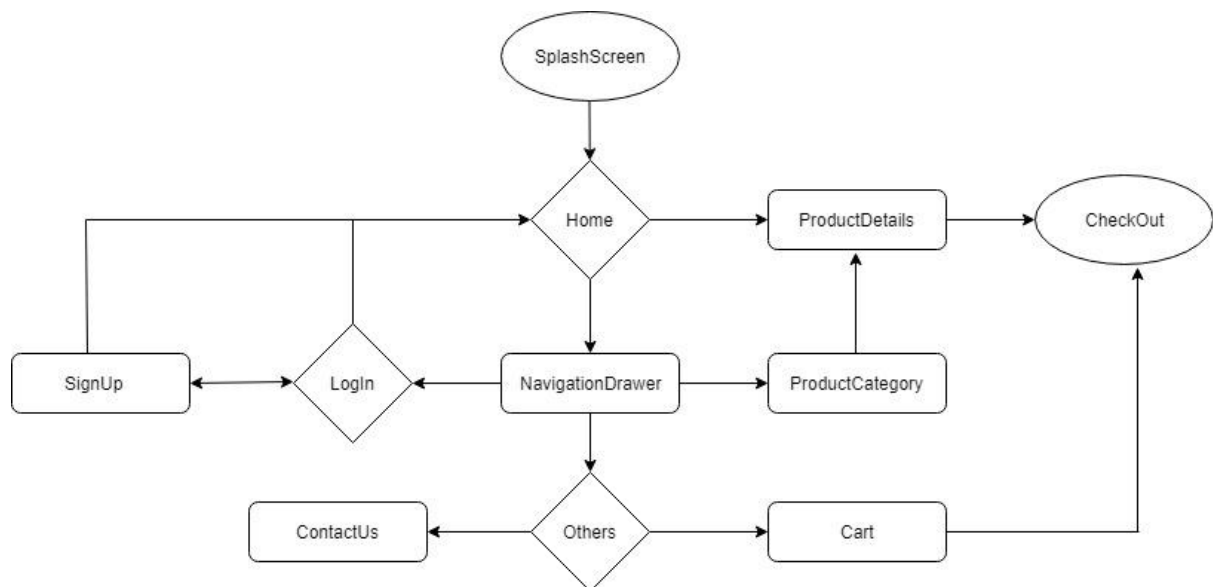 SplashScreen
Home
ProductDetails
CheckOut
SignUp
LogIn
NavigationDrawer
ProductCategory
ContactUs
Others
Cart